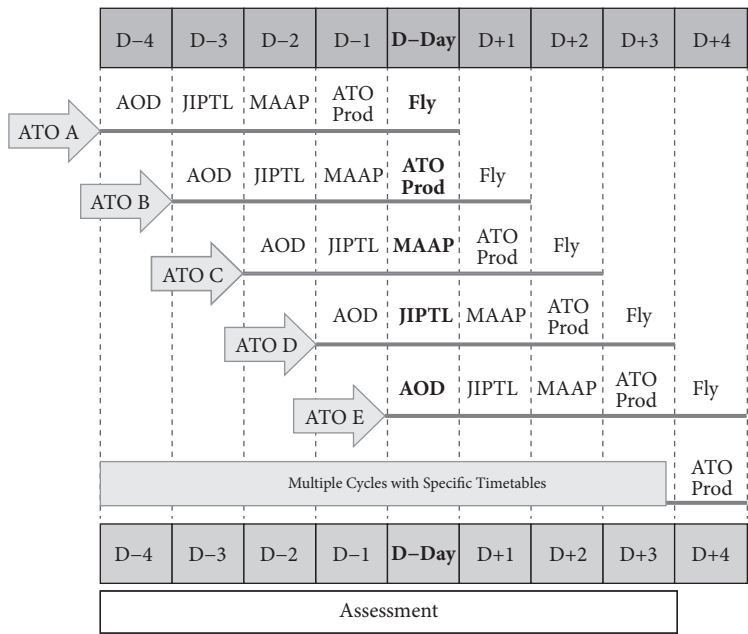 D−4 D−3 D−2 D−1 D−Day D+1 D+2 D+3 D+4
AOD JIPTL MAAP ATO Prod Fly
ATO A
AOD JIPTL MAAP ATO Prod Fly
ATO B
AOD JIPTL MAAP ATO Prod Fly
ATO C
AOD JIPTL MAAP ATO Prod Fly
ATO D
AOD JIPTL MAAP ATO Prod Fly
ATO E
Multiple Cycles with Specific Timetables
ATO Prod
D−4 D−3 D−2 D−1 D−Day D+1 D+2 D+3 D+4
Assessment